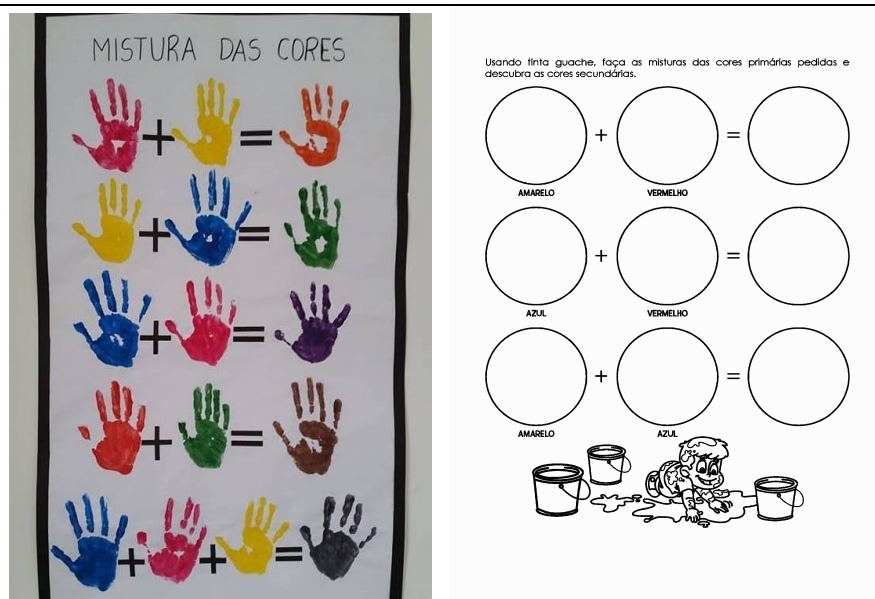 MISTURA DAS CORES
+ =
+ =
+ =
+ =
+ + =
Usando tinta guache, faça as misturas das cores primárias pedidas e
descubra as cores secundárias.
+ =
AMARELO VERMELHO
+ =
AZUL VERMELHO
+ =
AMARELO AZUL